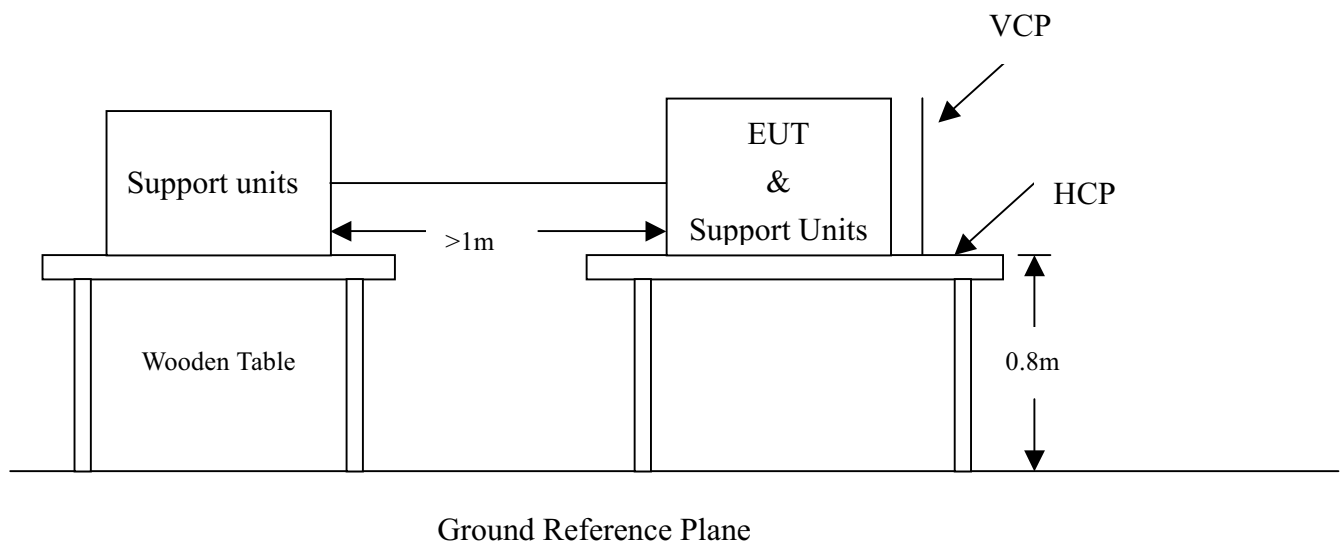 VCP
EUT
&
Support Units
Support units
HCP
>1m
Wooden Table
0.8m
Ground Reference Plane